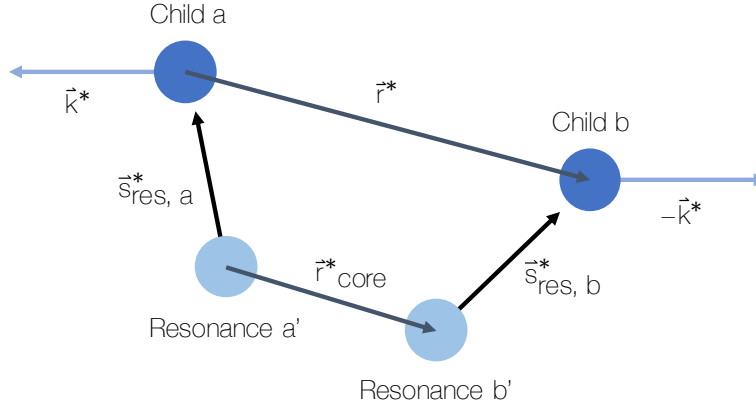 Child a
k⃗*
r⃗*
Child b
−k⃗*
s⃗*res, a
r⃗*core
s⃗*res, b
Resonance a’
Resonance b’